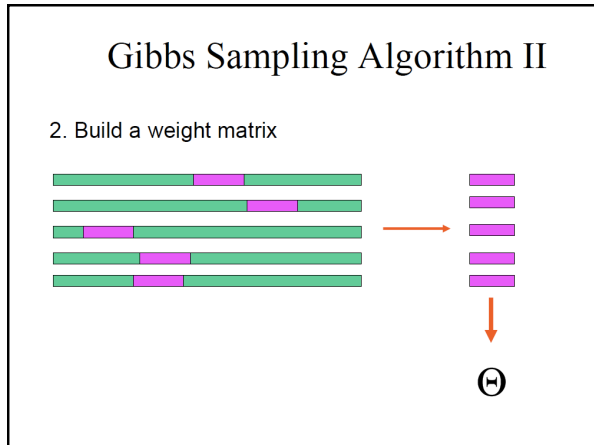 Gibbs Sampling Algorithm II
2. Build a weight matrix
Θ